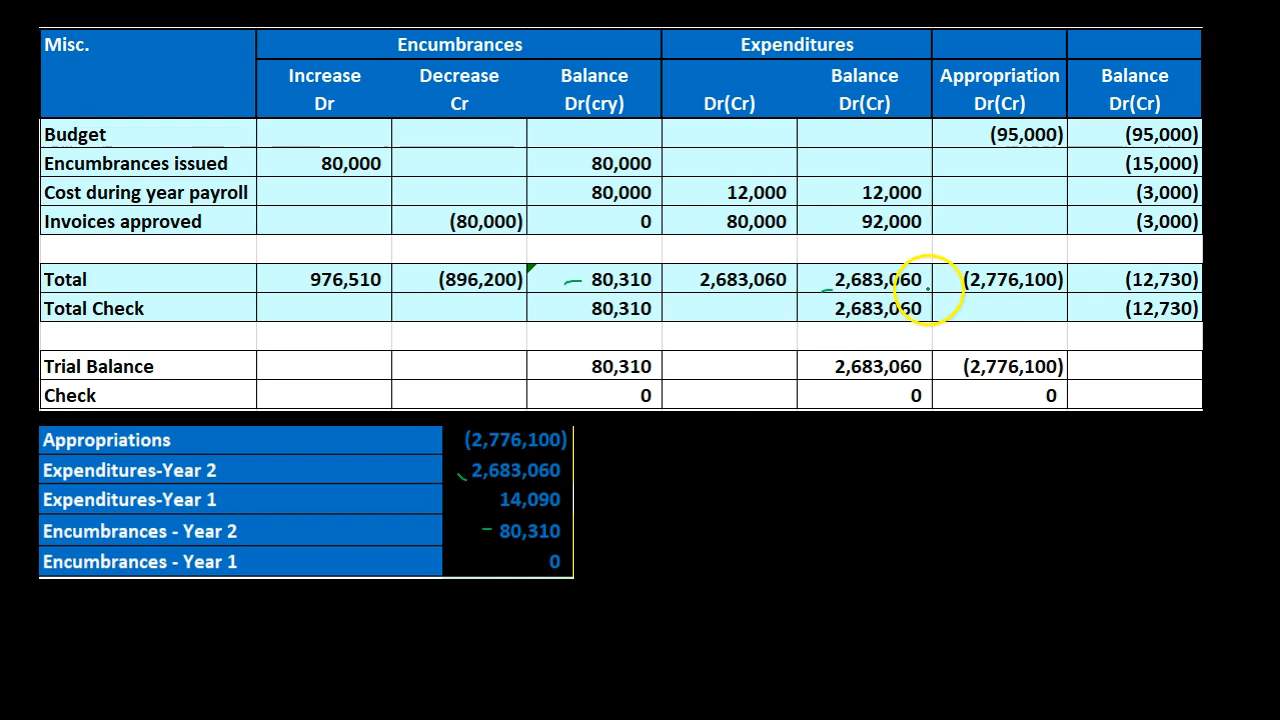 Misc. Encumbrances Expenditures
Increase Decrease Balance Balance Appropriation Balance
Dr Cr Dr(cry) Dr(Cr) Dr(Cr) Dr(Cr) Dr(Cr)
Budget (95,000) (95,000)
Encumbrances issued 80,000 80,000 (15,000)
Cost during year payroll 80,000 12,000 12,000 (3,000)
Invoices approved (80,000) 0 80,000 92,000 (3,000)
Total 976,510 (896,200) 80,310 2,683,060 2,683,060 (2,776,100) (12,730)
Total Check 80,310 2,683,060 (12,730)
Trial Balance 80,310 2,683,060 (2,776,100)
Check 0 0 0
Appropriations (2,776,100)
Expenditures-Year 2 2,683,060
Expenditures-Year 1 14,090
Encumbrances - Year 2 80,310
Encumbrances - Year 1 0